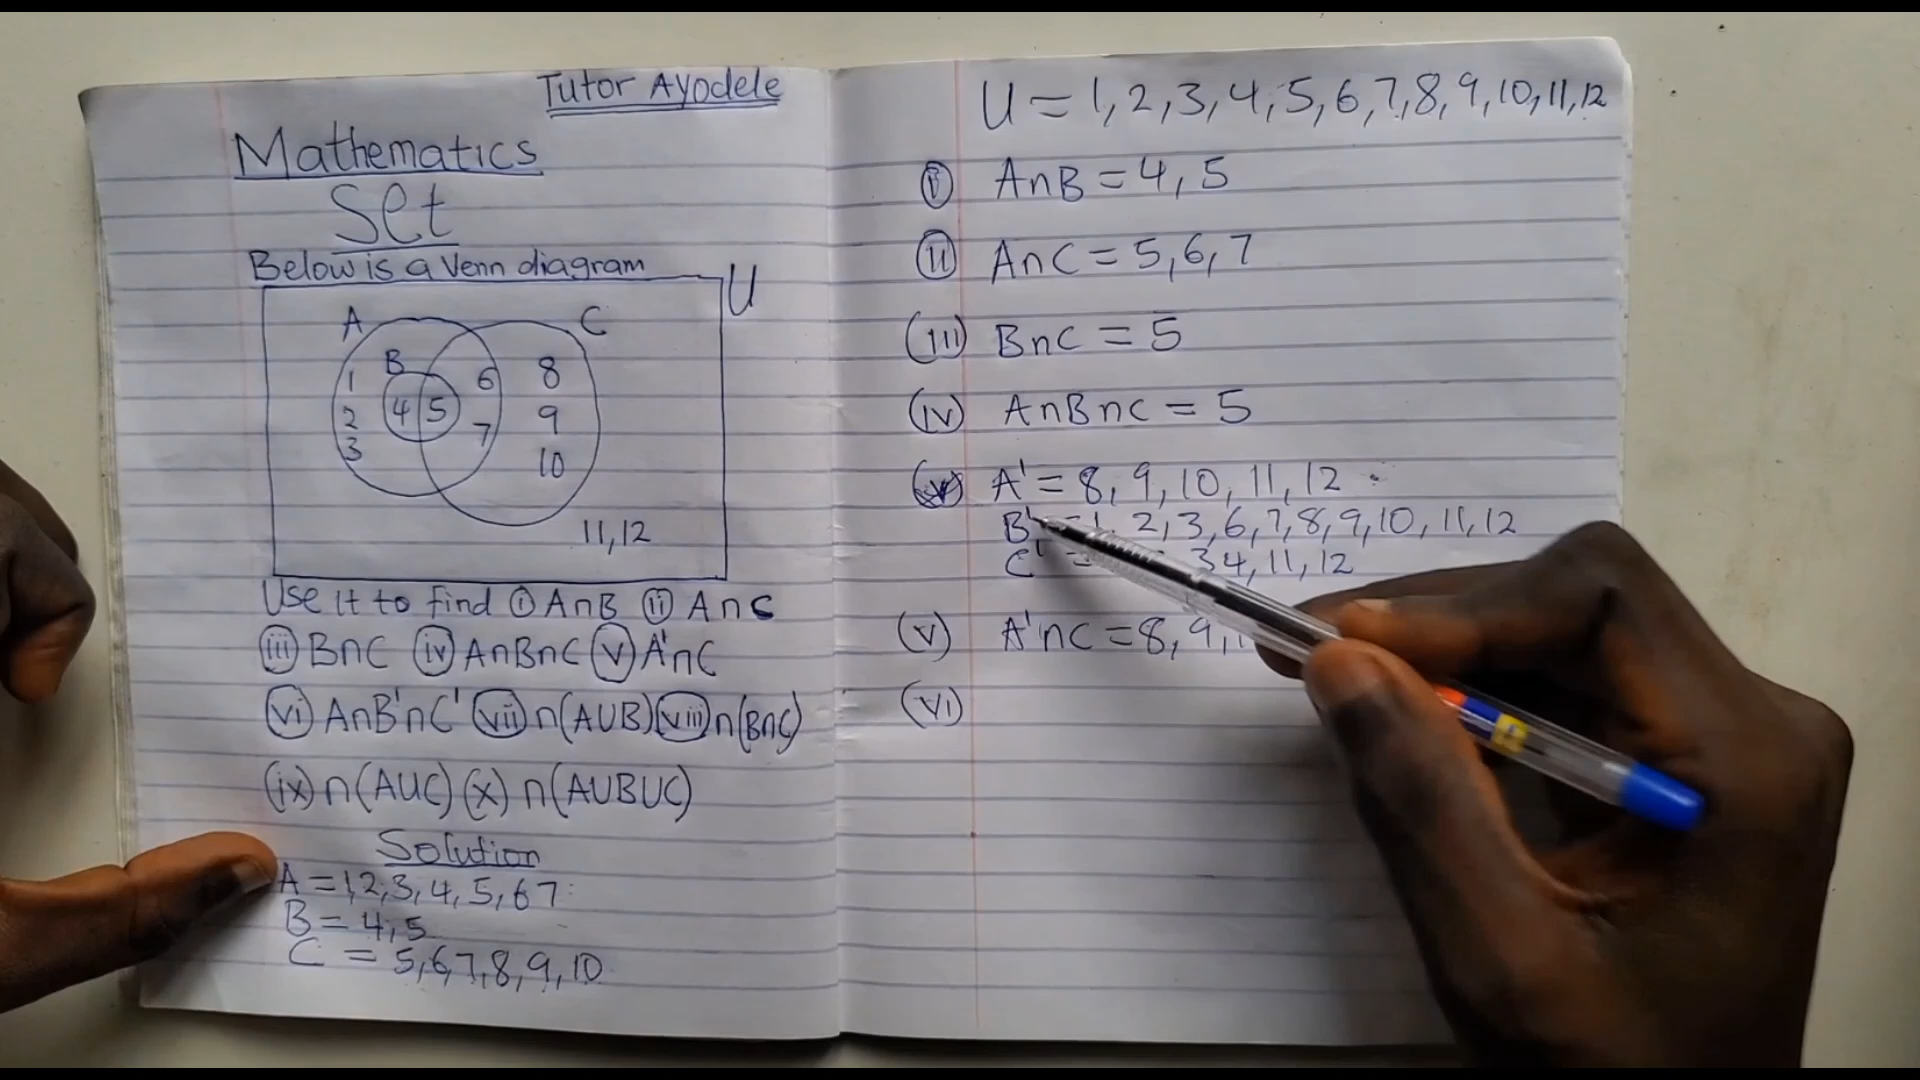 Tutor Ayodele
Mathematics
Set
Below is a Venn diagram
U
A
C
B
1
6
8
4
5
2
9
7
3
10
11,12
Use it to find (i) A∩B (ii) A∩C
(iii) B∩C (iv) A∩B∩C (v) A'∩C
(vi) A∩B'∩C' (vii) n(A∪B) (viii) n(B∩C)
(ix) n(A∪C) (x) n(A∪B∪C)
Solution
A = 1,2,3,4,5,6 7
B = 4,5
C = 5,6,7,8,9,10
U = 1,2,3,4,5,6,7,8,9,10,11,12
(i) A∩B = 4,5
(ii) A∩C = 5,6,7
(iii) B∩C = 5
(iv) A∩B∩C = 5
A' = 8,9,10,11,12
B' = 1,2,3,6,7,8,9,10,11,12
C' = 3 4,11,12
(v) A'∩C = 8,9,
(vi)